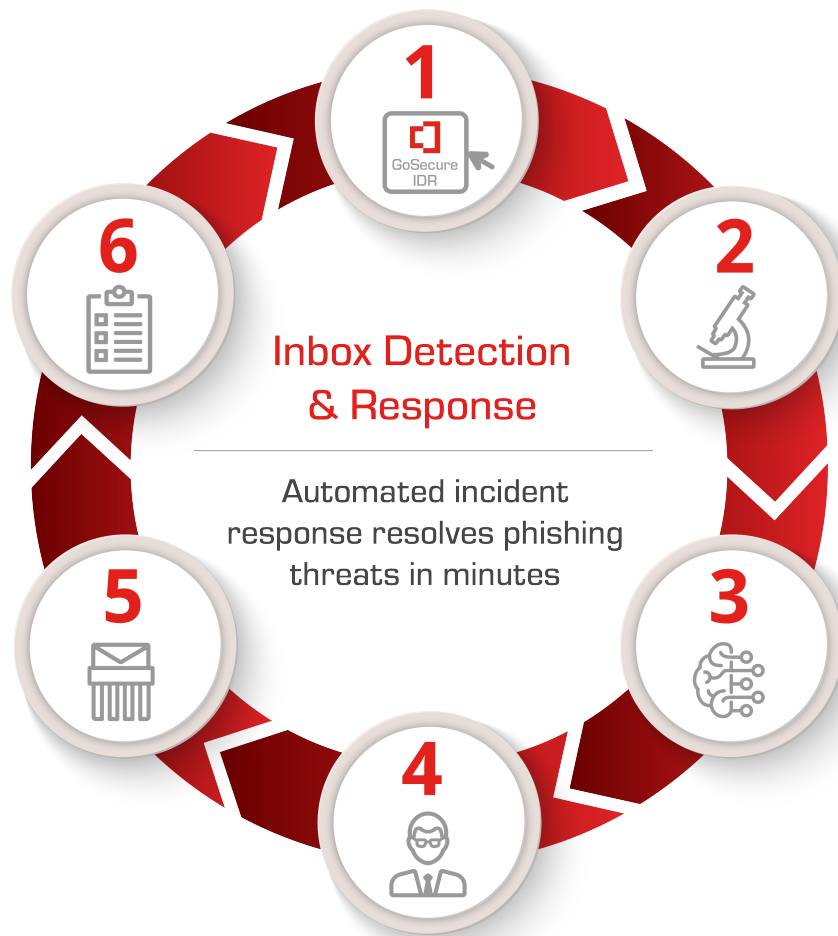 1
GoSecure
IDR
2
3
4
5
6
Inbox Detection
& Response
Automated incident
response resolves phishing
threats in minutes